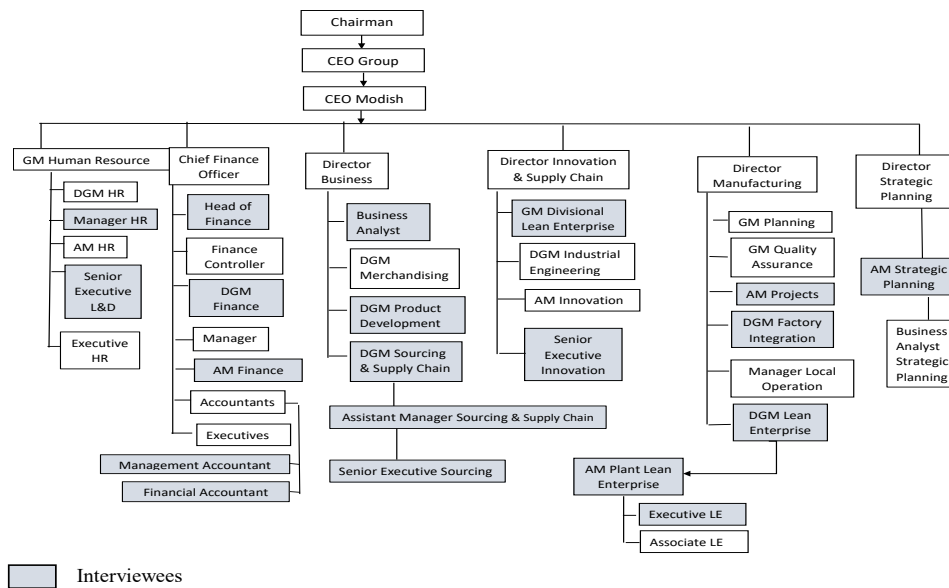 Chairman
CEO Group
CEO Modish
GM Human Resource
DGM HR
Manager HR
AM HR
Senior
Executive
L&D
Executive
HR
Chief Finance
Officer
Head of
Finance
Finance
Controller
DGM
Finance
Manager
AM Finance
Accountants
Executives
Management Accountant
Financial Accountant
Director
Business
Business
Analyst
DGM
Merchandising
DGM Product
Development
DGM Sourcing
& Supply Chain
Assistant Manager Sourcing & Supply Chain
Senior Executive Sourcing
Director Innovation
& Supply Chain
GM Divisional
Lean Enterprise
DGM Industrial
Engineering
AM Innovation
Senior
Executive
Innovation
Director
Manufacturing
GM Planning
GM Quality
Assurance
AM Projects
DGM Factory
Integration
Manager Local
Operation
DGM Lean
Enterprise
AM Plant Lean
Enterprise
Executive LE
Associate LE
Director
Strategic
Planning
AM Strategic
Planning
Business
Analyst
Strategic
Planning
Interviewees